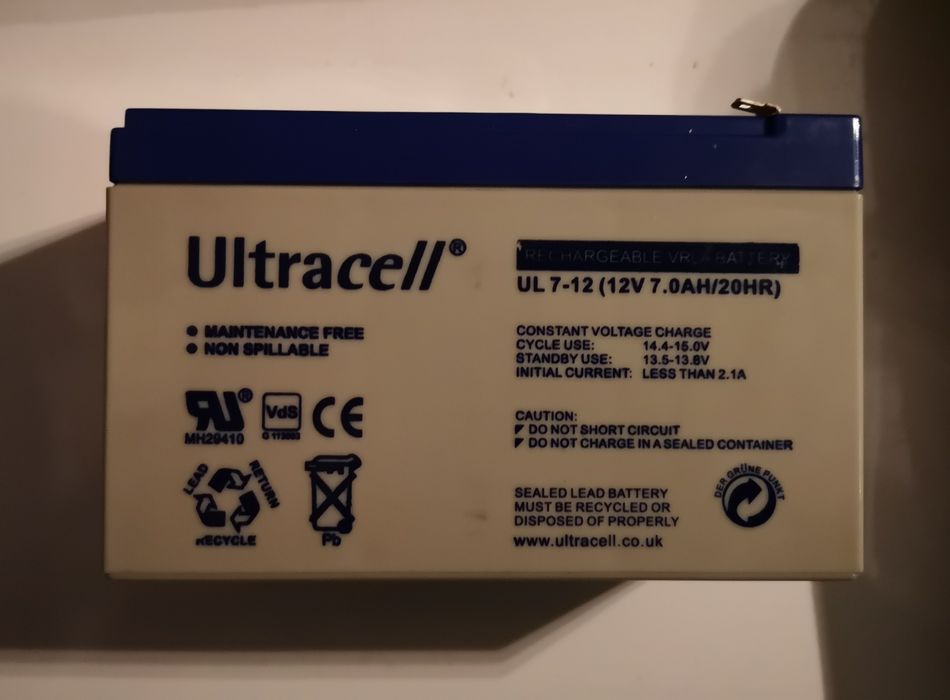 Ultracell®
RECHARGEABLE VRLA BATTERY
UL 7-12 (12V 7.0AH/20HR)
● MAINTENANCE FREE
● NON SPILLABLE
CONSTANT VOLTAGE CHARGE
CYCLE USE: 14.4-15.0V
STANDBY USE: 13.5-13.8V
INITIAL CURRENT: LESS THAN 2.1A
RU®
MH29410
VdS
CE
CAUTION:
DO NOT SHORT CIRCUIT
DO NOT CHARGE IN A SEALED CONTAINER
LEAD
RETURN
RECYCLE
Pb
SEALED LEAD BATTERY
MUST BE RECYCLED OR
DISPOSED OF PROPERLY
www.ultracell.co.uk
DER GRÜNE PUNKT